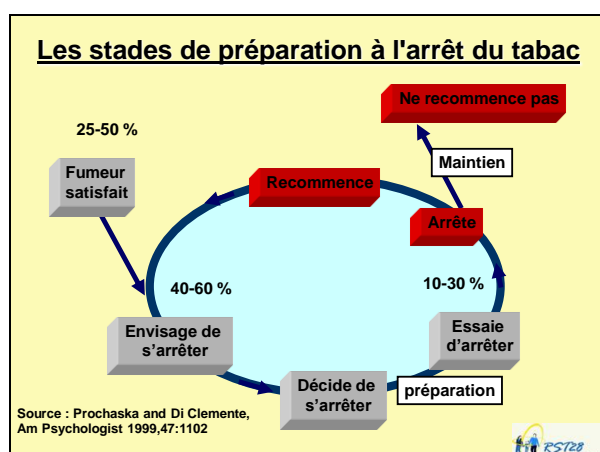 Les stades de préparation à l'arrêt du tabac
Ne recommence pas
25-50 %
Maintien
Fumeur
satisfait
Recommence
Arrête
40-60 %
10-30 %
Envisage de
s'arrêter
Essaie
d'arrêter
Décide de
s'arrêter
préparation
Source : Prochaska and Di Clemente,
Am Psychologist 1999,47:1102
RST28